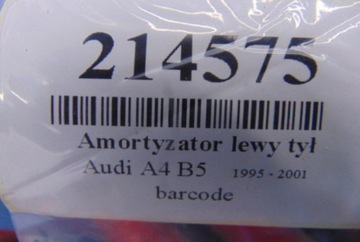 214575
Amortyzator lewy tył
Audi A4 B5 1995 - 2001
barcode